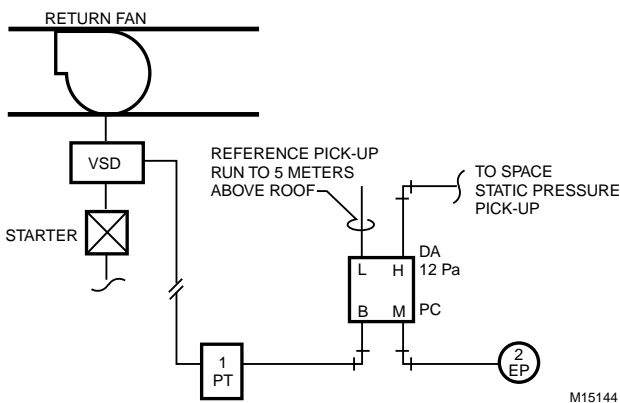 RETURN FAN
VSD
STARTER
REFERENCE PICK-UP
RUN TO 5 METERS
ABOVE ROOF
TO SPACE
STATIC PRESSURE
PICK-UP
L H
DA
12 Pa
B M
PC
1
PT
2
EP
M15144